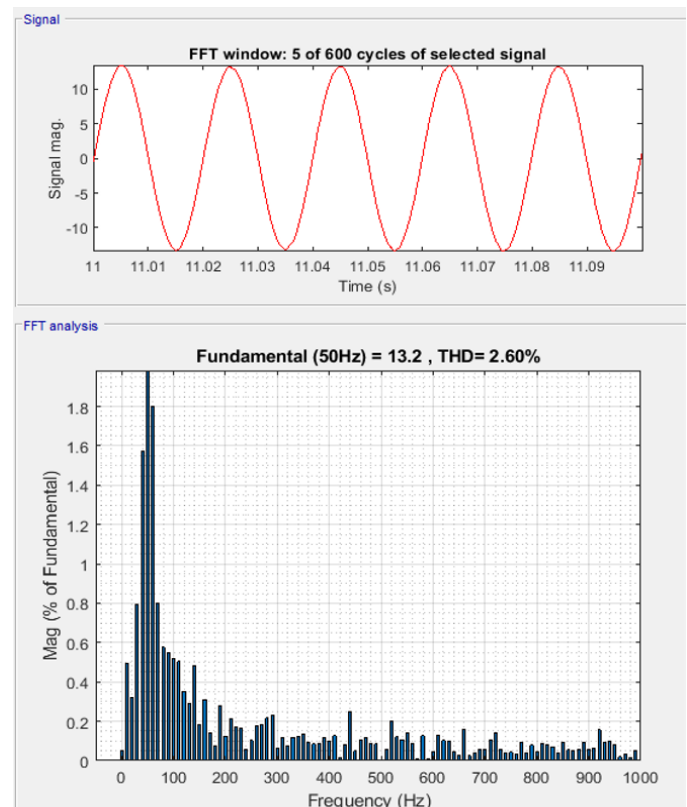 Signal
FFT window: 5 of 600 cycles of selected signal
10
5
0
-5
-10
Signal mag.
11 11.01 11.02 11.03 11.04 11.05 11.06 11.07 11.08 11.09
Time (s)
FFT analysis
Fundamental (50Hz) = 13.2 , THD= 2.60%
1.8
1.6
1.4
1.2
1
0.8
0.6
0.4
0.2
0
Mag (% of Fundamental)
0 100 200 300 400 500 600 700 800 900 1000
Frequency (Hz)